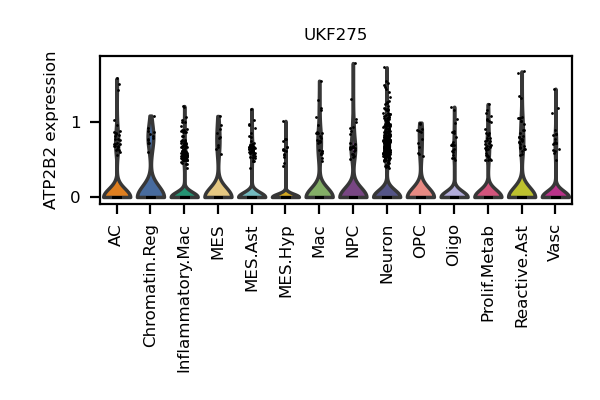 UKF275
ATP2B2 expression
1
0
AC
Chromatin.Reg
Inflammatory.Mac
MES
MES.Ast
MES.Hyp
Mac
NPC
Neuron
OPC
Oligo
Prolif.Metab
Reactive.Ast
Vasc